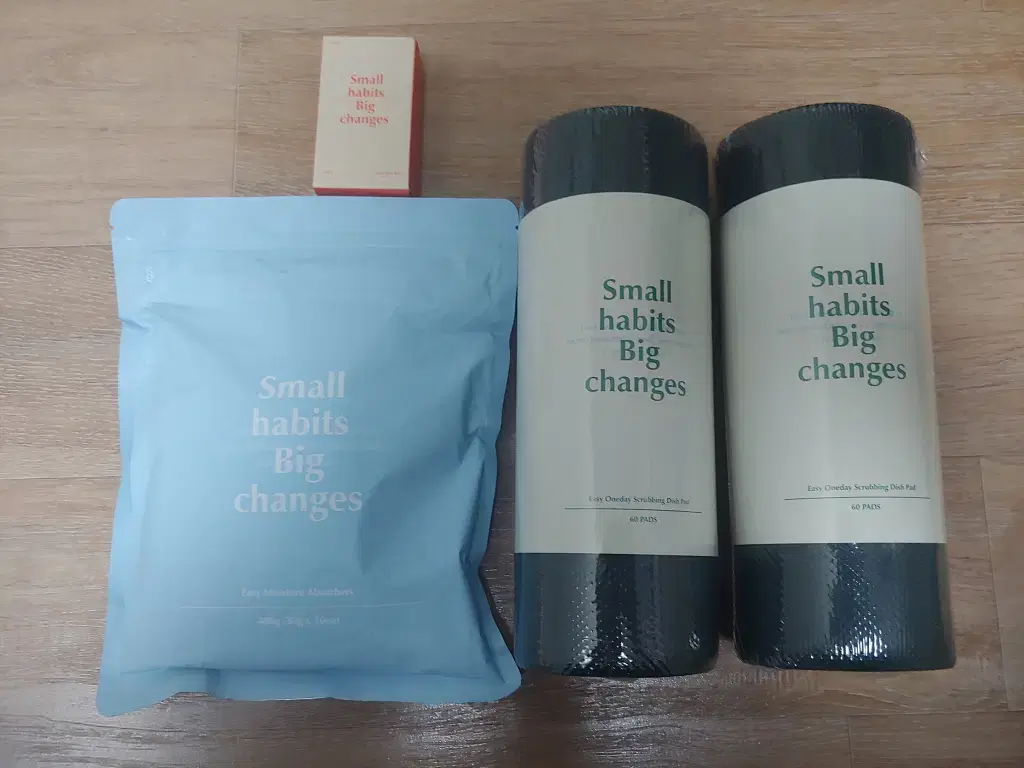 Small
habits
Big
changes
Small
habits
Big
changes
Easy Moisture Absorbers
Small
habits
Big
changes
Easy Oneday Scrubbing Dish Pad
60 PADS
Small
habits
Big
changes
Easy Oneday Scrubbing Dish Pad
60 PADS